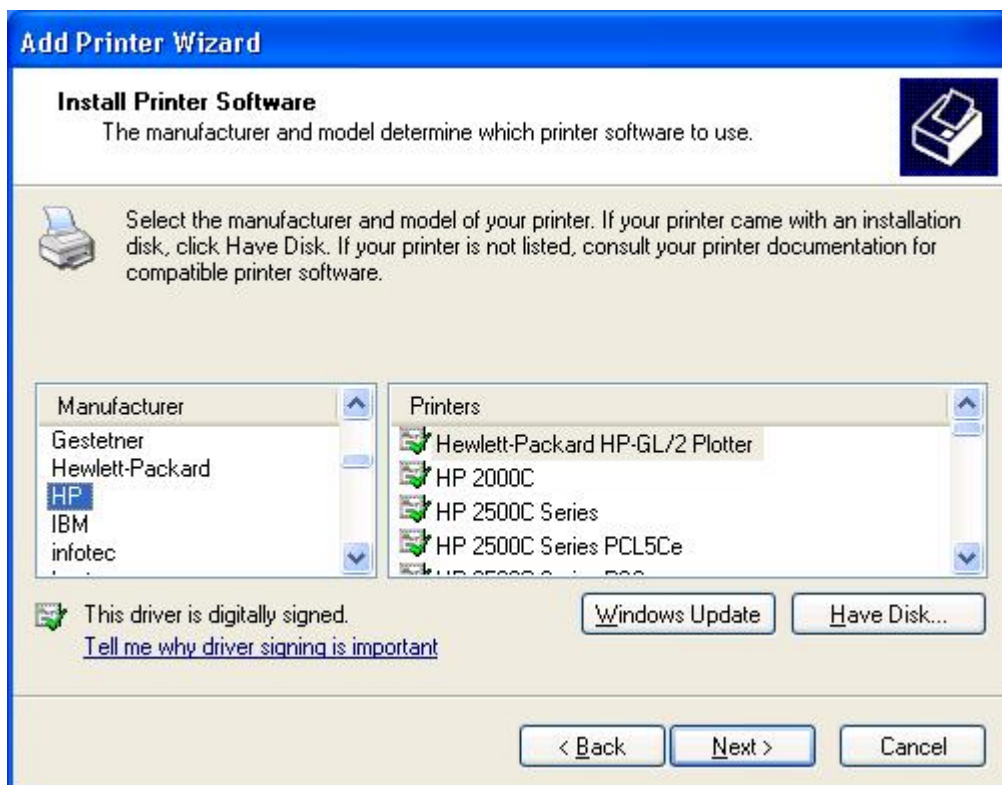 Add Printer Wizard
Install Printer Software
The manufacturer and model determine which printer software to use.
Select the manufacturer and model of your printer. If your printer came with an installation
disk, click Have Disk. If your printer is not listed, consult your printer documentation for
compatible printer software.
Manufacturer
Gestetner
Hewlett-Packard
HP
IBM
infotec
Printers
Hewlett-Packard HP-GL/2 Plotter
HP 2000C
HP 2500C Series
HP 2500C Series PCL5Ce
This driver is digitally signed.
Tell me why driver signing is important
Windows Update
Have Disk...
< Back
Next >
Cancel